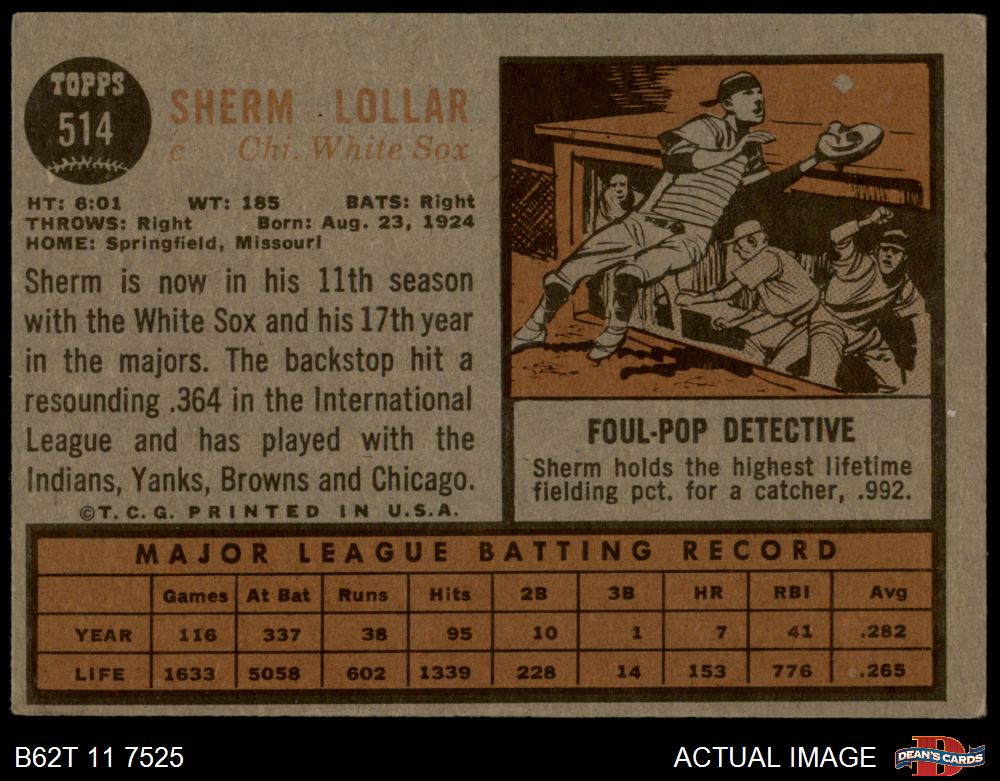 TOPPS
514
SHERM LOLLAR
c Chi. White Sox
HT: 6:01 WT: 185 BATS: Right
THROWS: Right Born: Aug. 23, 1924
HOME: Springfield, Missouri
Sherm is now in his 11th season
with the White Sox and his 17th year
in the majors. The backstop hit a
resounding .364 in the International
League and has played with the
Indians, Yanks, Browns and Chicago.
©T. C. G. PRINTED IN U.S.A.
FOUL-POP DETECTIVE
Sherm holds the highest lifetime
fielding pct. for a catcher, .992.
MAJOR LEAGUE BATTING RECORD
Games At Bat Runs Hits 2B 3B HR RBI Avg
YEAR 116 337 38 95 10 1 7 41 .282
LIFE 1633 5058 602 1339 228 14 153 776 .265
B62T 11 7525 ACTUAL IMAGE
D
DEAN'S CARDS